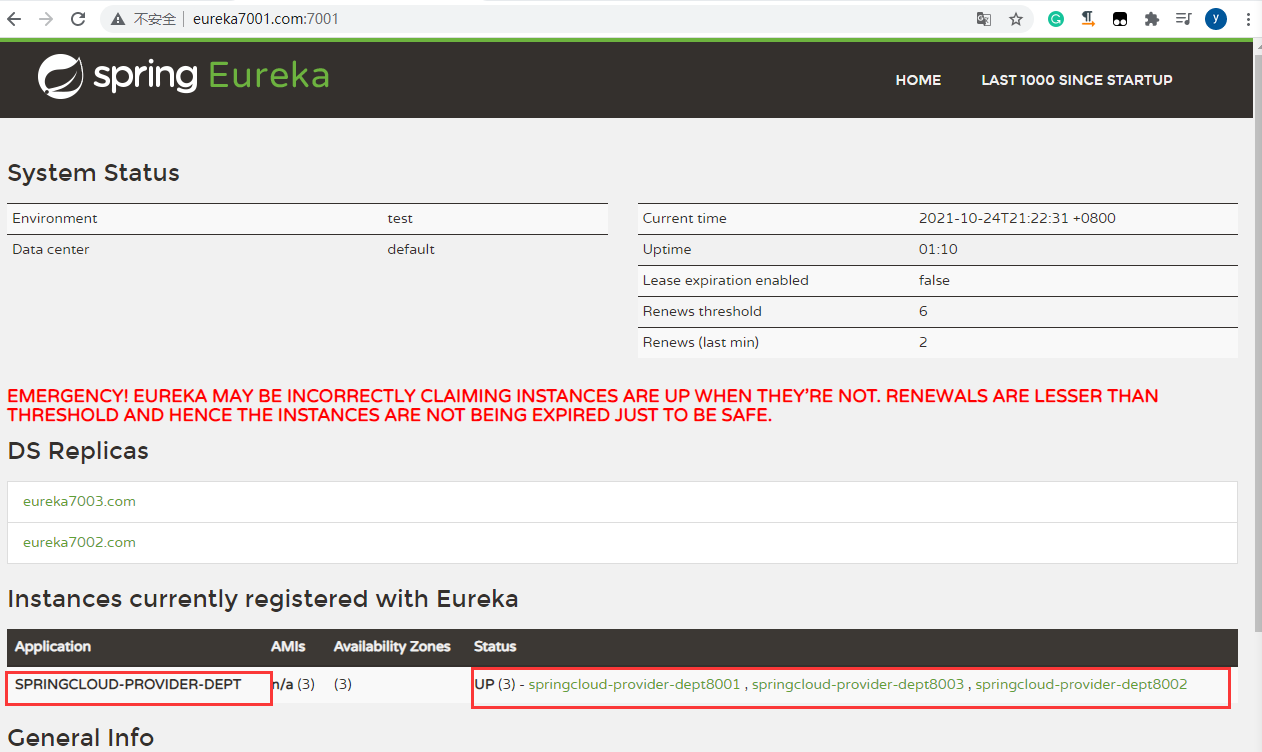 不安全 | eureka7001.com:7001
y
spring Eureka
HOME LAST 1000 SINCE STARTUP
System Status
Environment test
Data center default
Current time 2021-10-24T21:22:31 +0800
Uptime 01:10
Lease expiration enabled false
Renews threshold 6
Renews (last min) 2
EMERGENCY! EUREKA MAY BE INCORRECTLY CLAIMING INSTANCES ARE UP WHEN THEY'RE NOT. RENEWALS ARE LESSER THAN
THRESHOLD AND HENCE THE INSTANCES ARE NOT BEING EXPIRED JUST TO BE SAFE.
DS Replicas
eureka7003.com
eureka7002.com
Instances currently registered with Eureka
Application AMIs Availability Zones Status
SPRINGCLOUD-PROVIDER-DEPT n/a (3) (3) UP (3) - springcloud-provider-dept8001 , springcloud-provider-dept8003 , springcloud-provider-dept8002
General Info